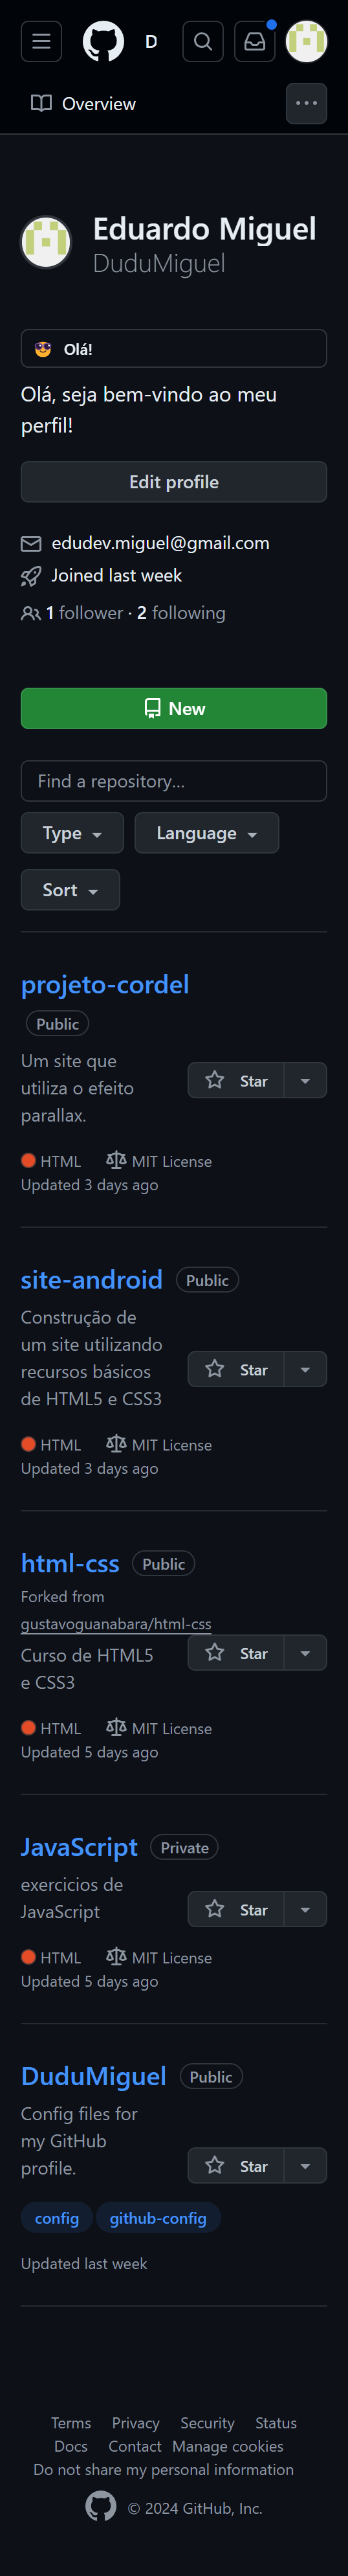 D
Overview
Eduardo Miguel
DuduMiguel
Olá!
Olá, seja bem-vindo ao meu
perfil!
Edit profile
edudev.miguel@gmail.com
Joined last week
1 follower · 2 following
New
Find a repository…
Type
Language
Sort
projeto-cordel
Public
Um site que
utiliza o efeito
parallax.
Star
HTML MIT License
Updated 3 days ago
site-android Public
Construção de
um site utilizando
recursos básicos
de HTML5 e CSS3
Star
HTML MIT License
Updated 3 days ago
html-css Public
Forked from
gustavoguanabara/html-css
Curso de HTML5
e CSS3
Star
HTML MIT License
Updated 5 days ago
JavaScript Private
exercicios de
JavaScript
Star
HTML MIT License
Updated 5 days ago
DuduMiguel Public
Config files for
my GitHub
profile.
Star
config github-config
Updated last week
Terms Privacy Security Status
Docs Contact Manage cookies
Do not share my personal information
© 2024 GitHub, Inc.